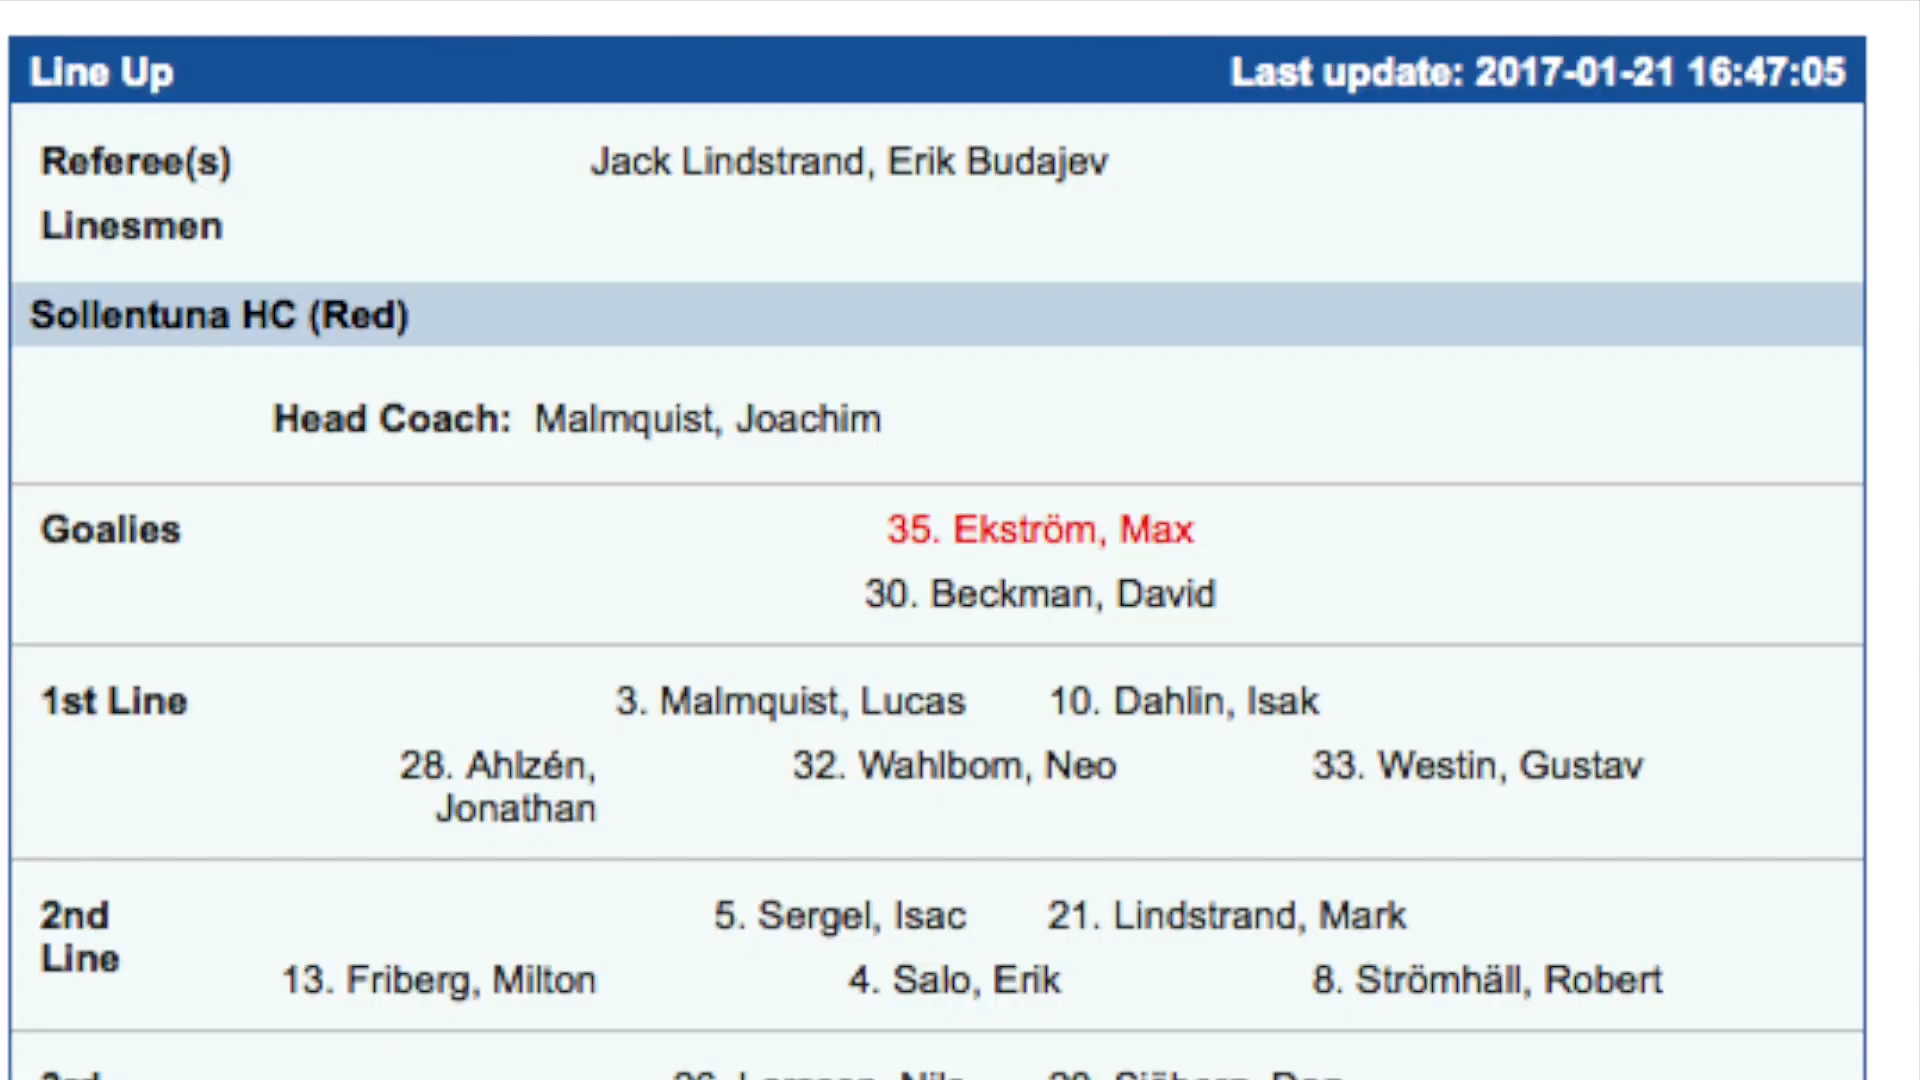 Line Up Last update: 2017-01-21 16:47:05
Referee(s) Jack Lindstrand, Erik Budajev
Linesmen
Sollentuna HC (Red)
Head Coach: Malmquist, Joachim
Goalies 35. Ekström, Max
30. Beckman, David
1st Line 3. Malmquist, Lucas 10. Dahlin, Isak
28. Ahlzén, 32. Wahlbom, Neo 33. Westin, Gustav
Jonathan
2nd 5. Sergel, Isac 21. Lindstrand, Mark
Line
13. Friberg, Milton 4. Salo, Erik 8. Strömhäll, Robert